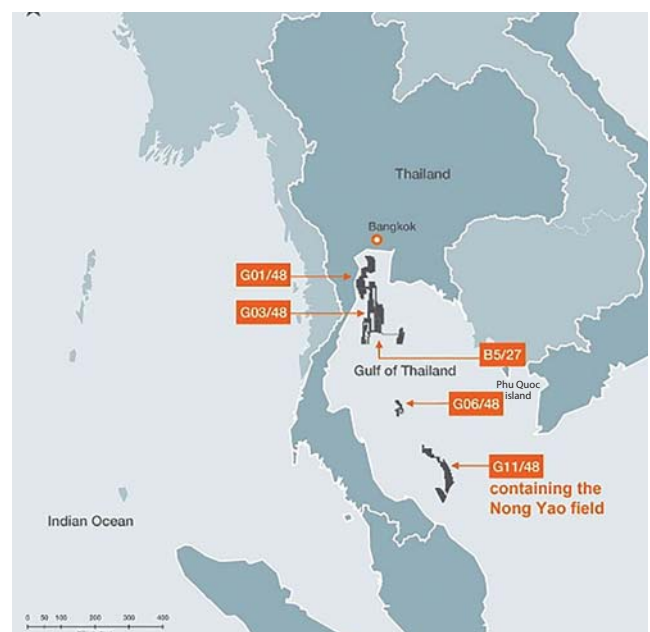 Thailand
Bangkok
G01/48
G03/48
B5/27
Gulf of Thailand
Phu Quoc
island
G06/48
G11/48
containing the
Nong Yao field
Indian Ocean
0 50 100 200 300 400